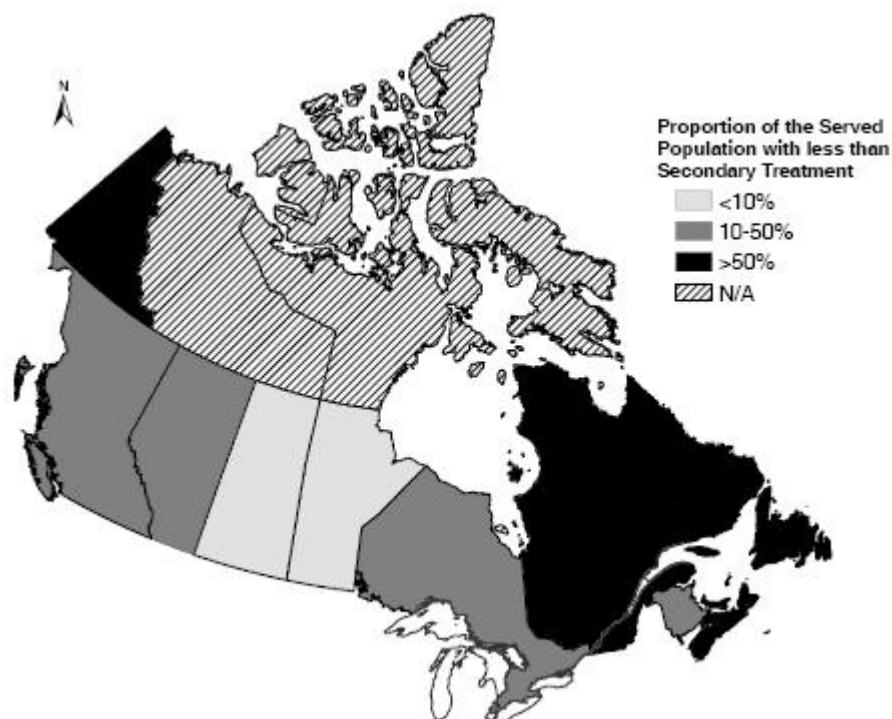 N
Proportion of the Served
Population with less than
Secondary Treatment
<10%
10-50%
>50%
N/A